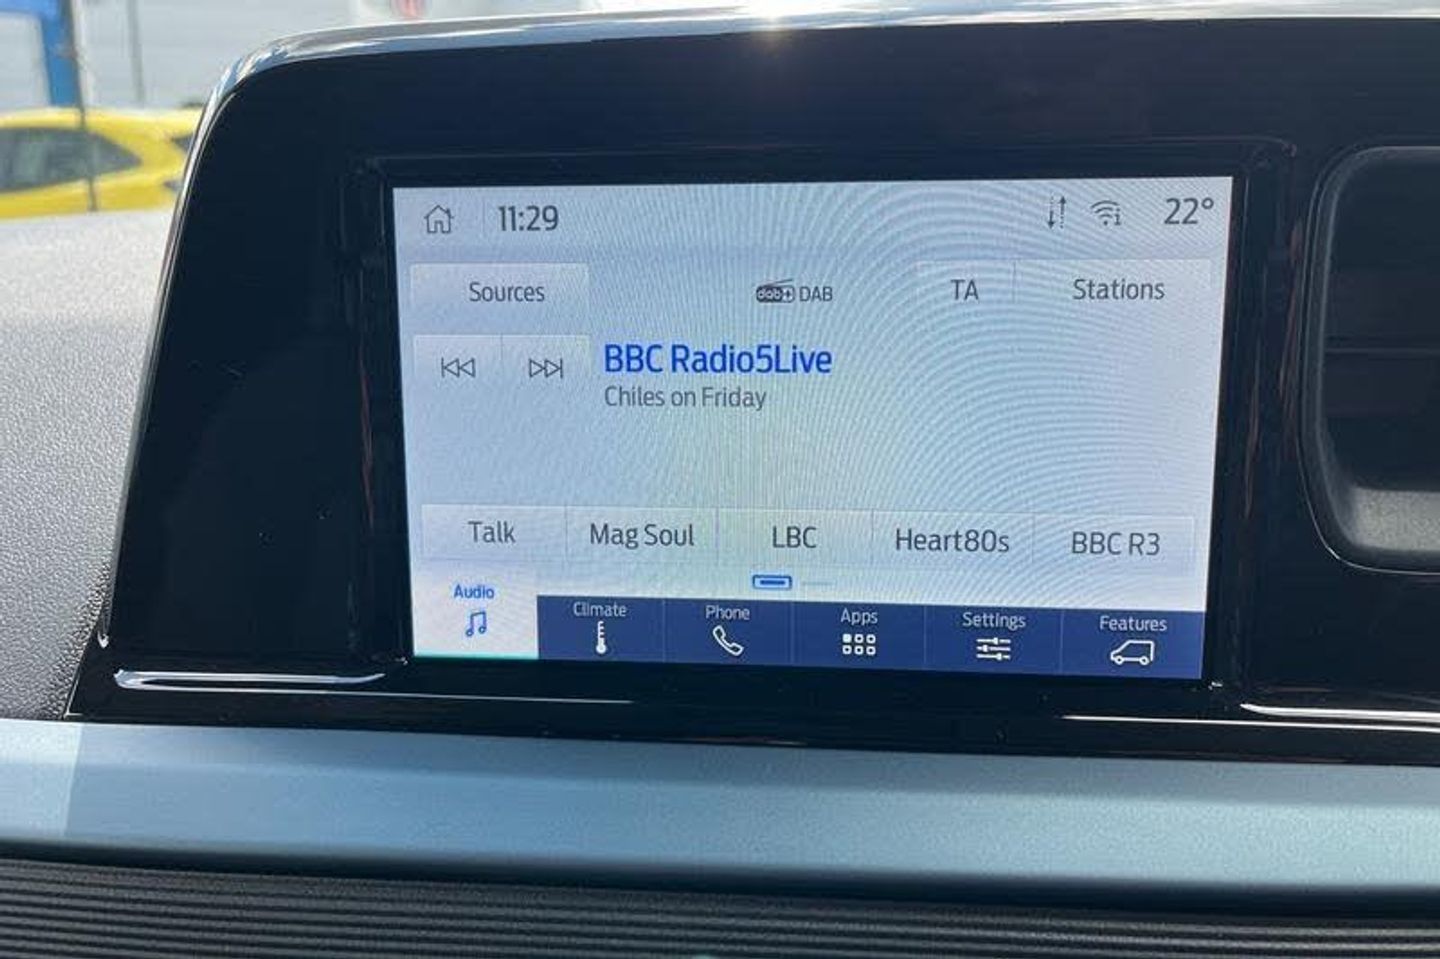 11:29
22°
Sources
dab+ DAB
TA
Stations
BBC Radio5Live
Chiles on Friday
Talk
Mag Soul
LBC
Heart80s
BBC R3
Audio
Climate
Phone
Apps
Settings
Features